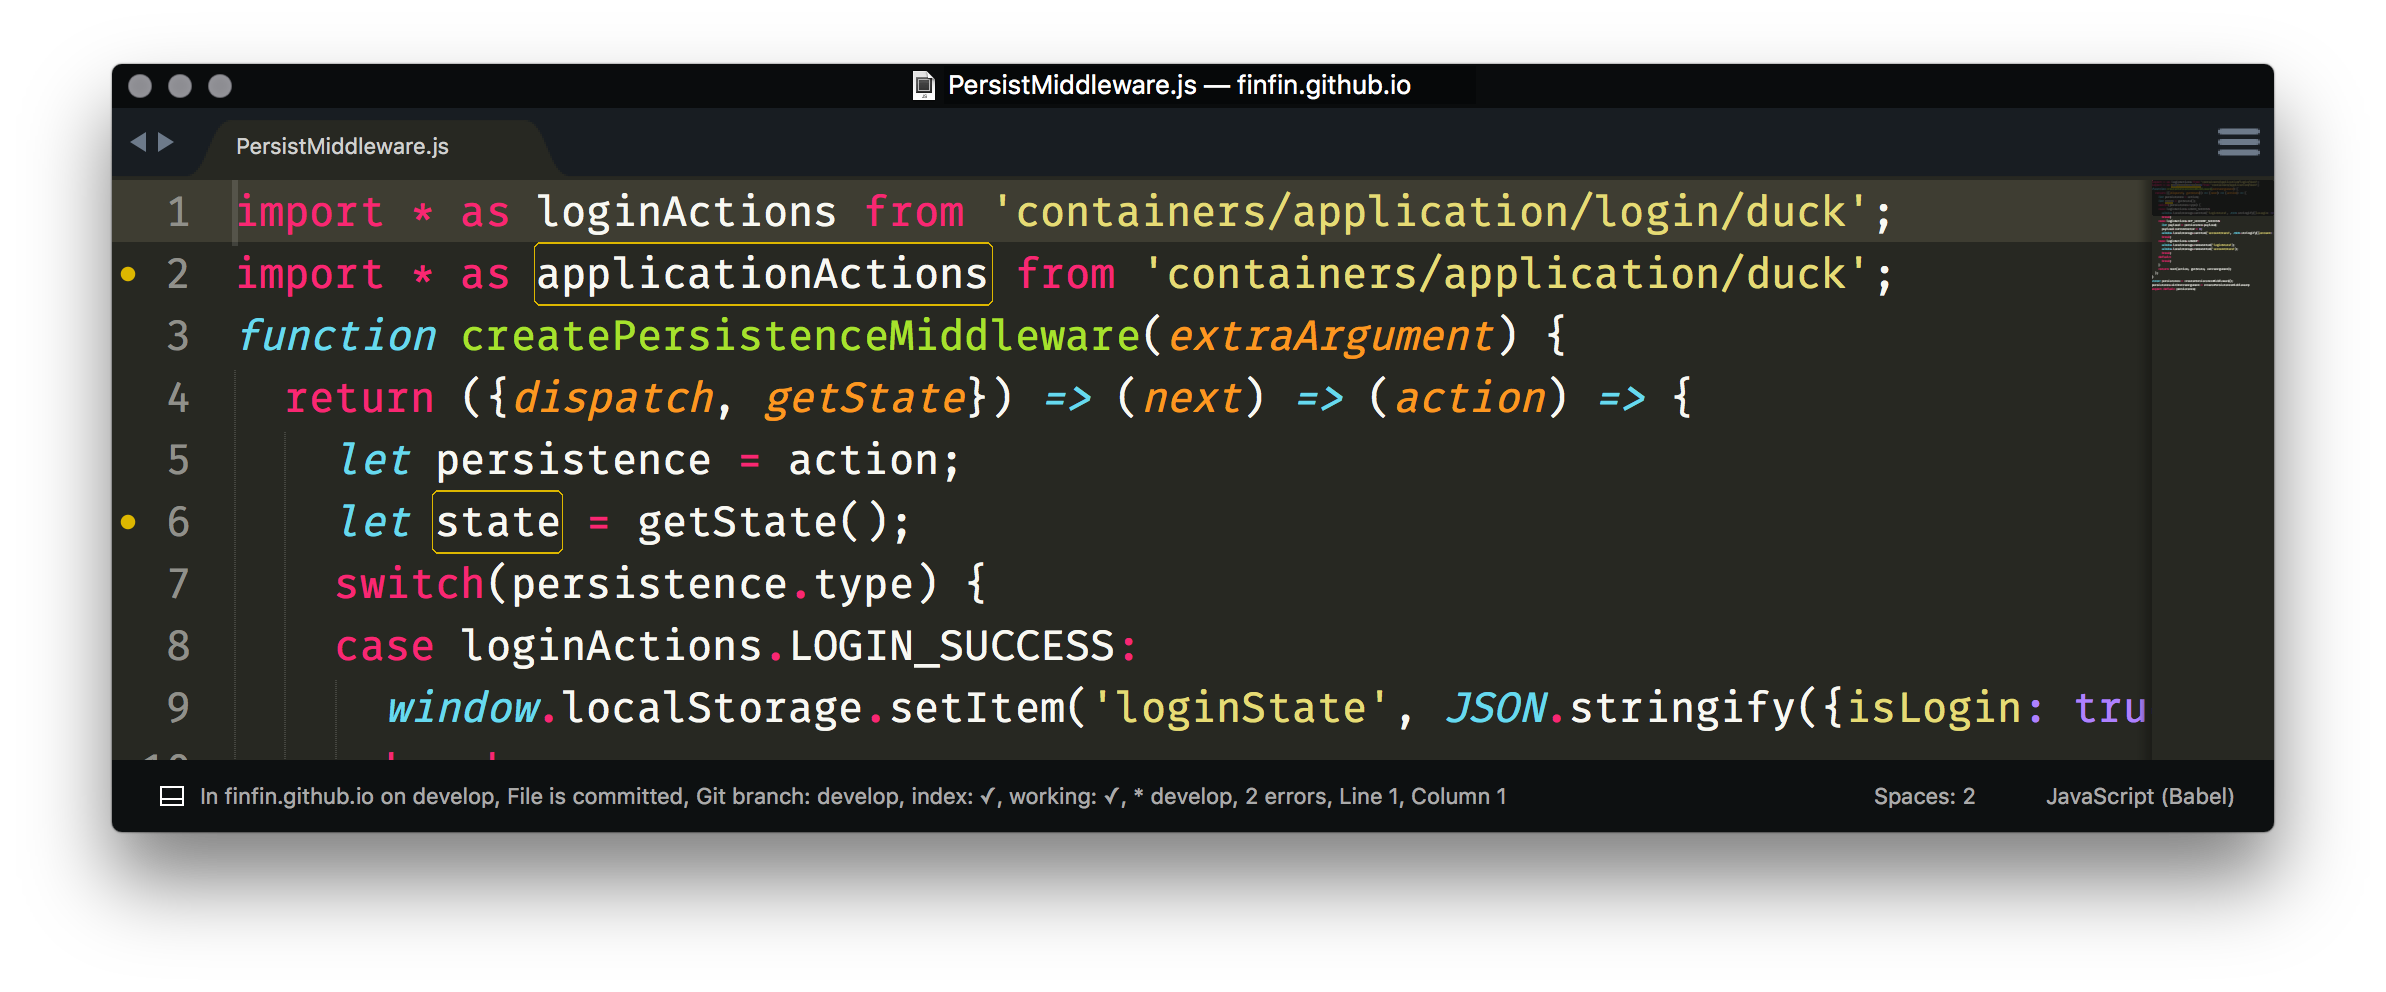 PersistMiddleware.js — finfin.github.io
PersistMiddleware.js
1 import * as loginActions from 'containers/application/login/duck';
2 import * as applicationActions from 'containers/application/duck';
3 function createPersistenceMiddleware(extraArgument) {
4 return ({dispatch, getState}) => (next) => (action) => {
5 let persistence = action;
6 let state = getState();
7 switch(persistence.type) {
8 case loginActions.LOGIN_SUCCESS:
9 window.localStorage.setItem('loginState', JSON.stringify({isLogin: tru
In finfin.github.io on develop, File is committed, Git branch: develop, index: ✓, working: ✓, * develop, 2 errors, Line 1, Column 1
Spaces: 2
JavaScript (Babel)